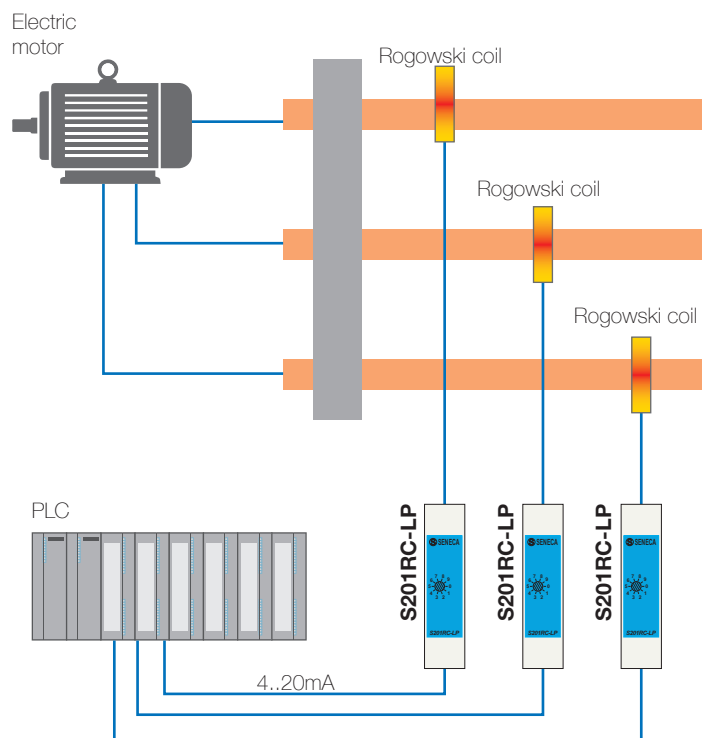 Electric
motor
Rogowski coil
Rogowski coil
Rogowski coil
PLC
S201RC-LP
SENECA
S201RC-LP
S201RC-LP
SENECA
S201RC-LP
S201RC-LP
SENECA
S201RC-LP
4..20mA